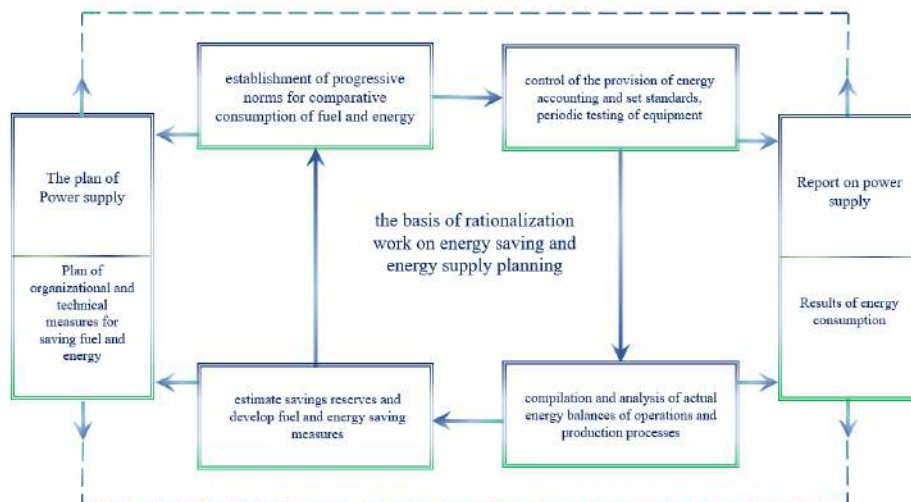 establishment of progressive
norms for comparative
consumption of fuel and energy
control of the provision of energy
accounting and set standards,
periodic testing of equipment
The plan of
Power supply
Plan of
organizational and
technical
measures for
saving fuel and
energy
the basis of rationalization
work on energy saving and
energy supply planning
Report on power
supply
Results of energy
consumption
estimate savings reserves and
develop fuel and energy saving
measures
compilation and analysis of actual
energy balances of operations and
production processes